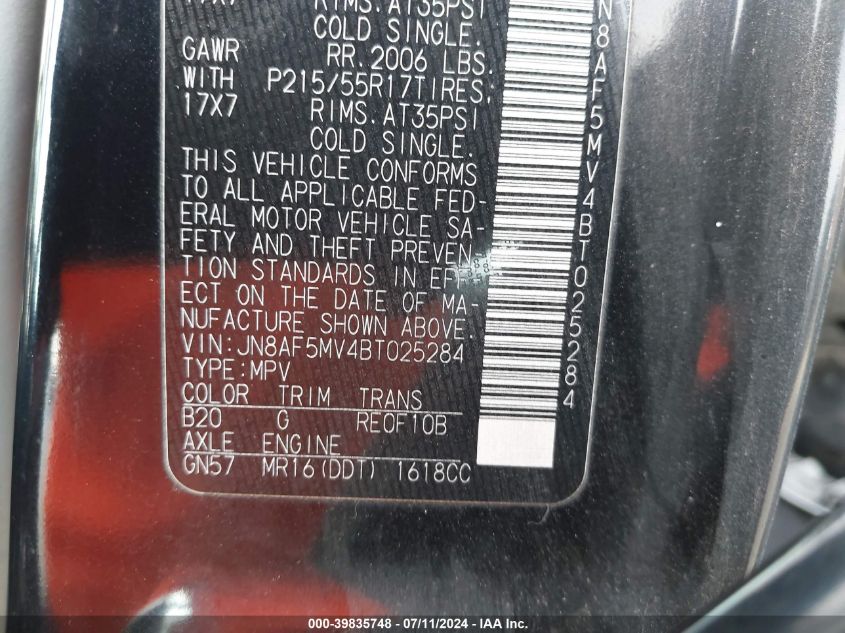 17X7 RIMS. AT35PSI
COLD SINGLE.
GAWR RR. 2006 LBS.
WITH P215/55R17TIRES;
17X7 RIMS. AT35PSI
COLD SINGLE.
THIS VEHICLE CONFORMS
TO ALL APPLICABLE FED-
ERAL MOTOR VEHICLE SA-
FETY AND THEFT PREVEN
TION STANDARDS IN EFF
ECT ON THE DATE OF MA-
NUFACTURE SHOWN ABOVE.
VIN:JN8AF5MV4BT025284
TYPE:MPV
COLOR TRIM TRANS
B20 G RE0F10B
AXLE ENGINE
GN57 MR16(DDT) 1618CC
N8AF5MV4BT025284
000-39835748 - 07/11/2024 - IAA Inc.